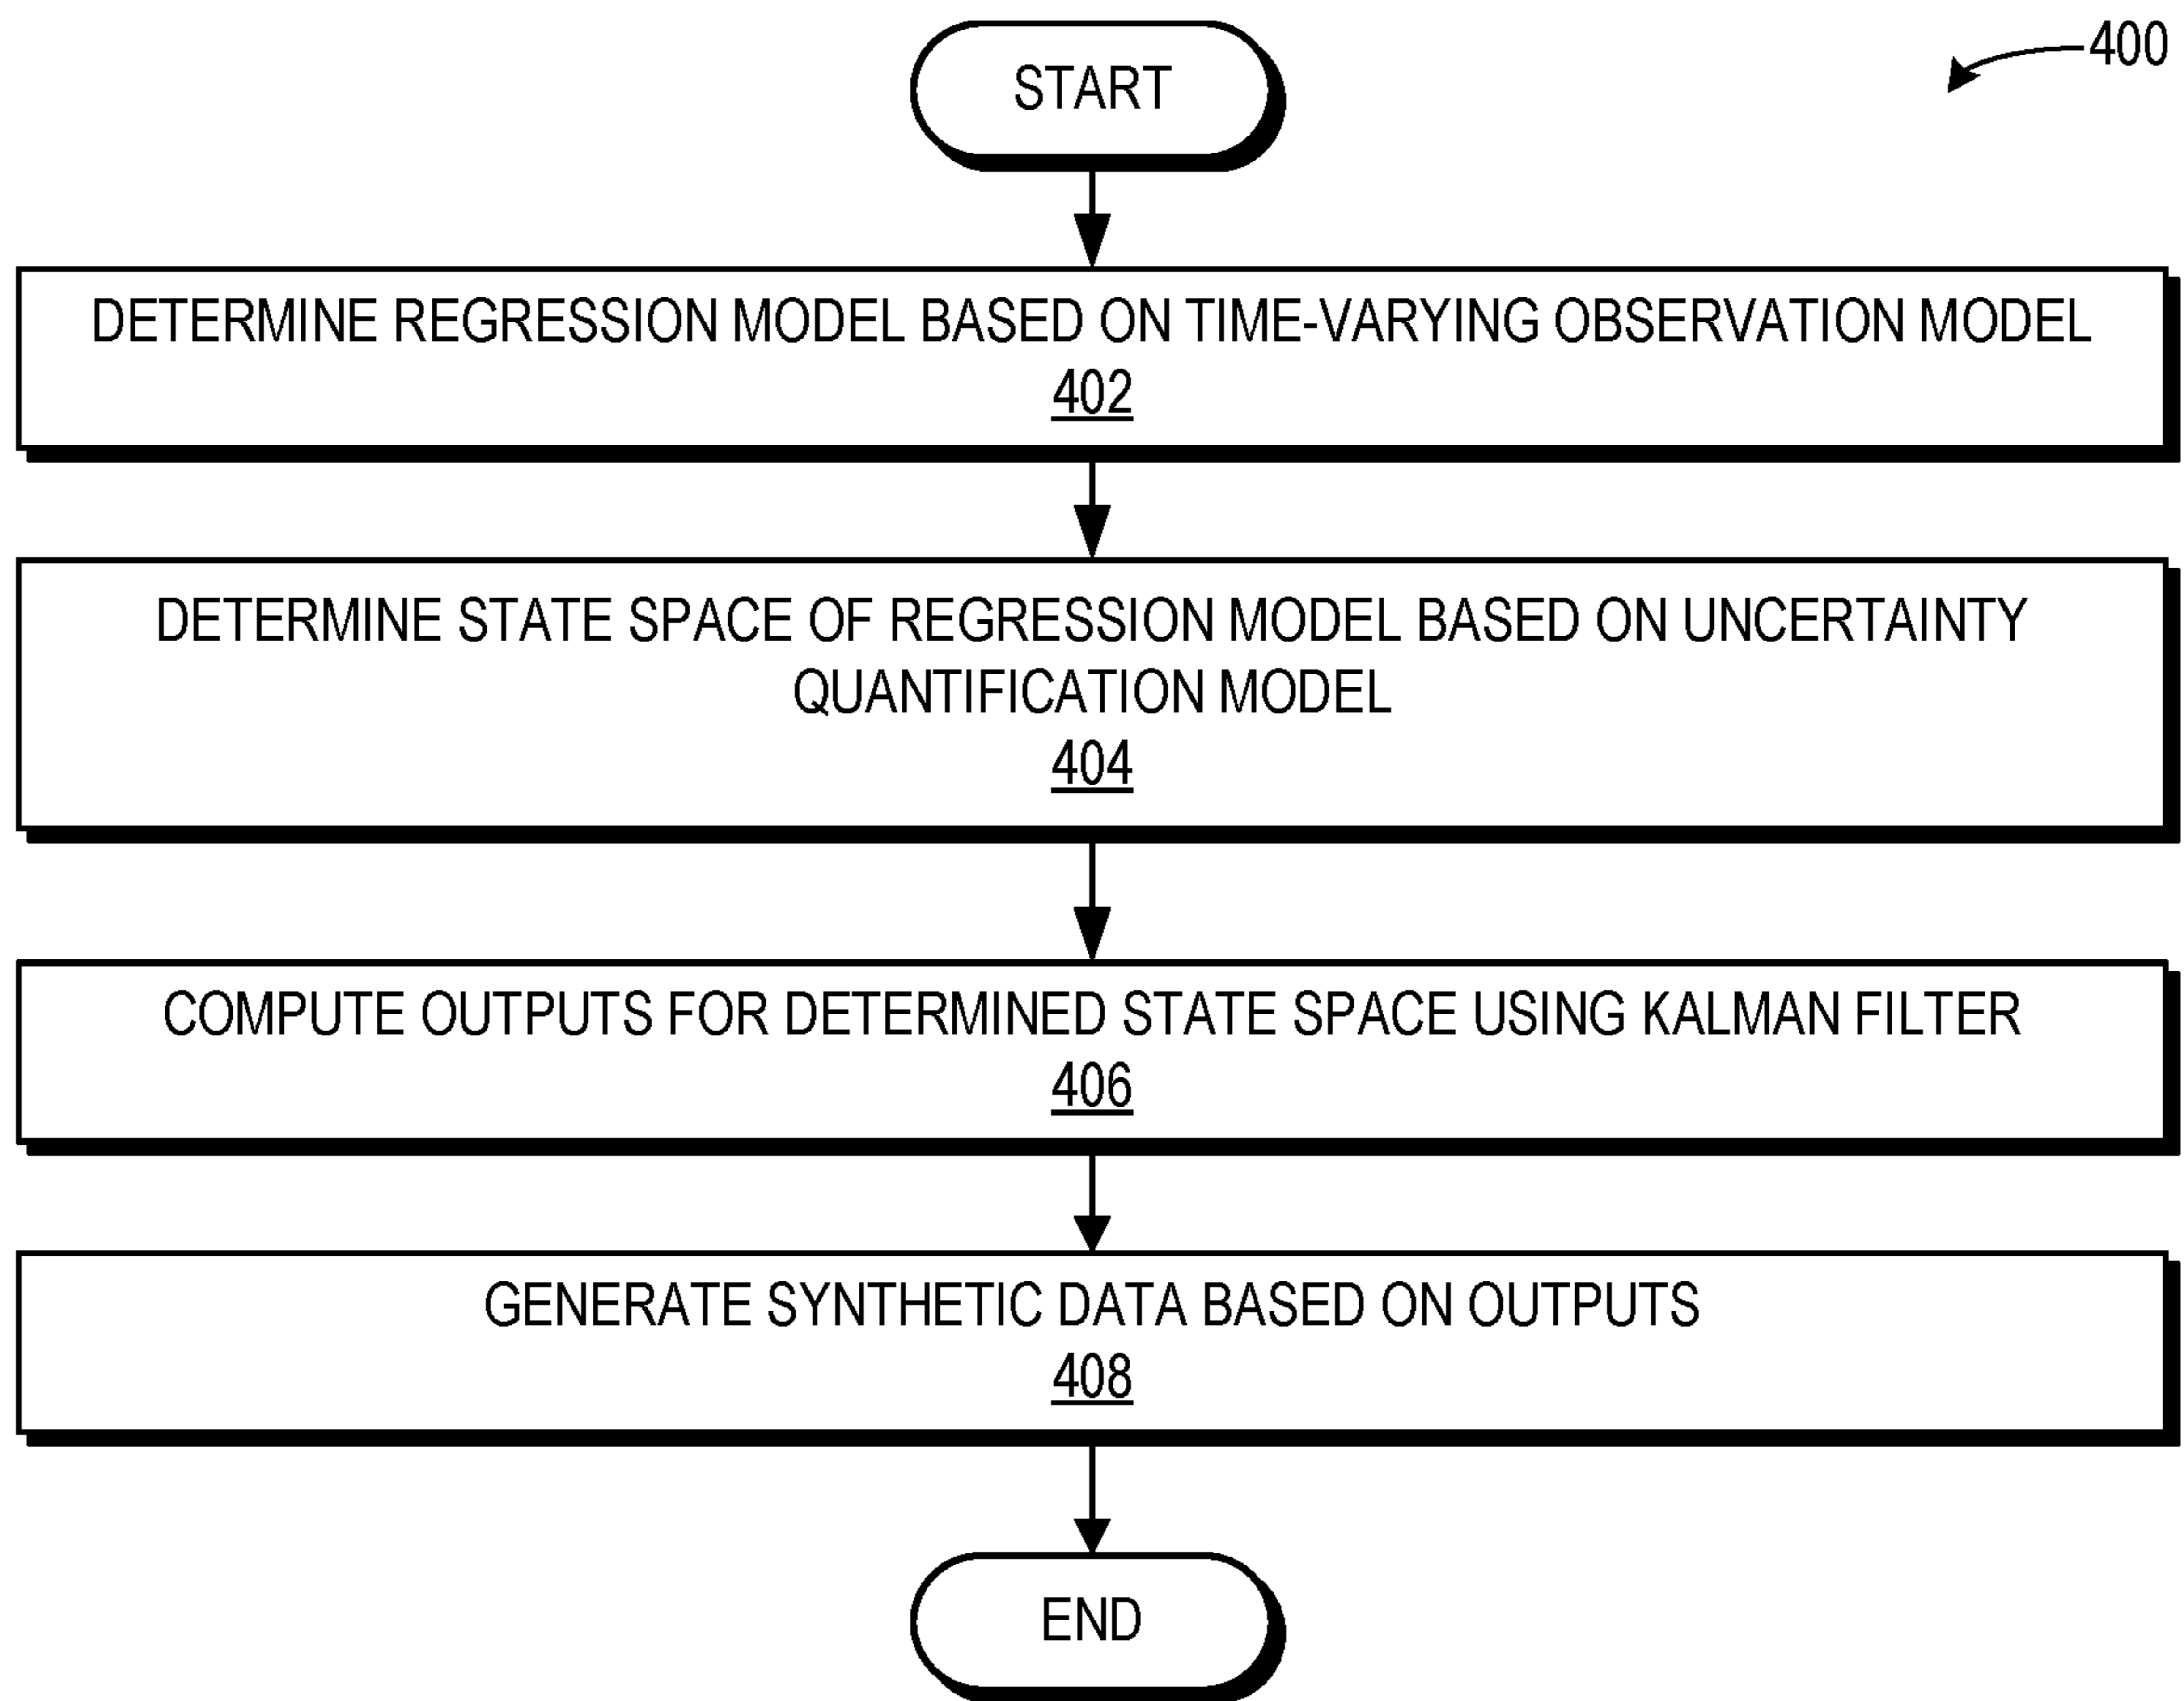 400
START
DETERMINE REGRESSION MODEL BASED ON TIME-VARYING OBSERVATION MODEL
402
DETERMINE STATE SPACE OF REGRESSION MODEL BASED ON UNCERTAINTY
QUANTIFICATION MODEL
404
COMPUTE OUTPUTS FOR DETERMINED STATE SPACE USING KALMAN FILTER
406
GENERATE SYNTHETIC DATA BASED ON OUTPUTS
408
END